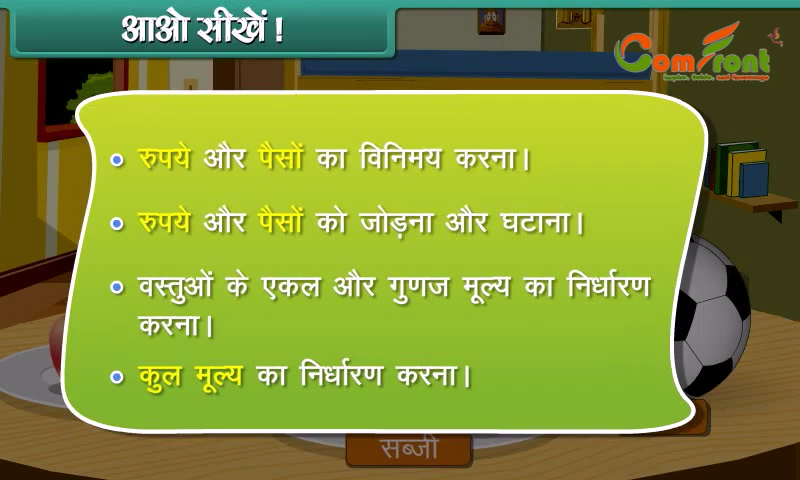 आओ सीखें!
ComFront
रुपये और पैसों का विनिमय करना।
रुपये और पैसों को जोड़ना और घटाना।
वस्तुओं के एकल और गुणज मूल्य का निर्धारण
करना।
कुल मूल्य का निर्धारण करना।
सब्जी